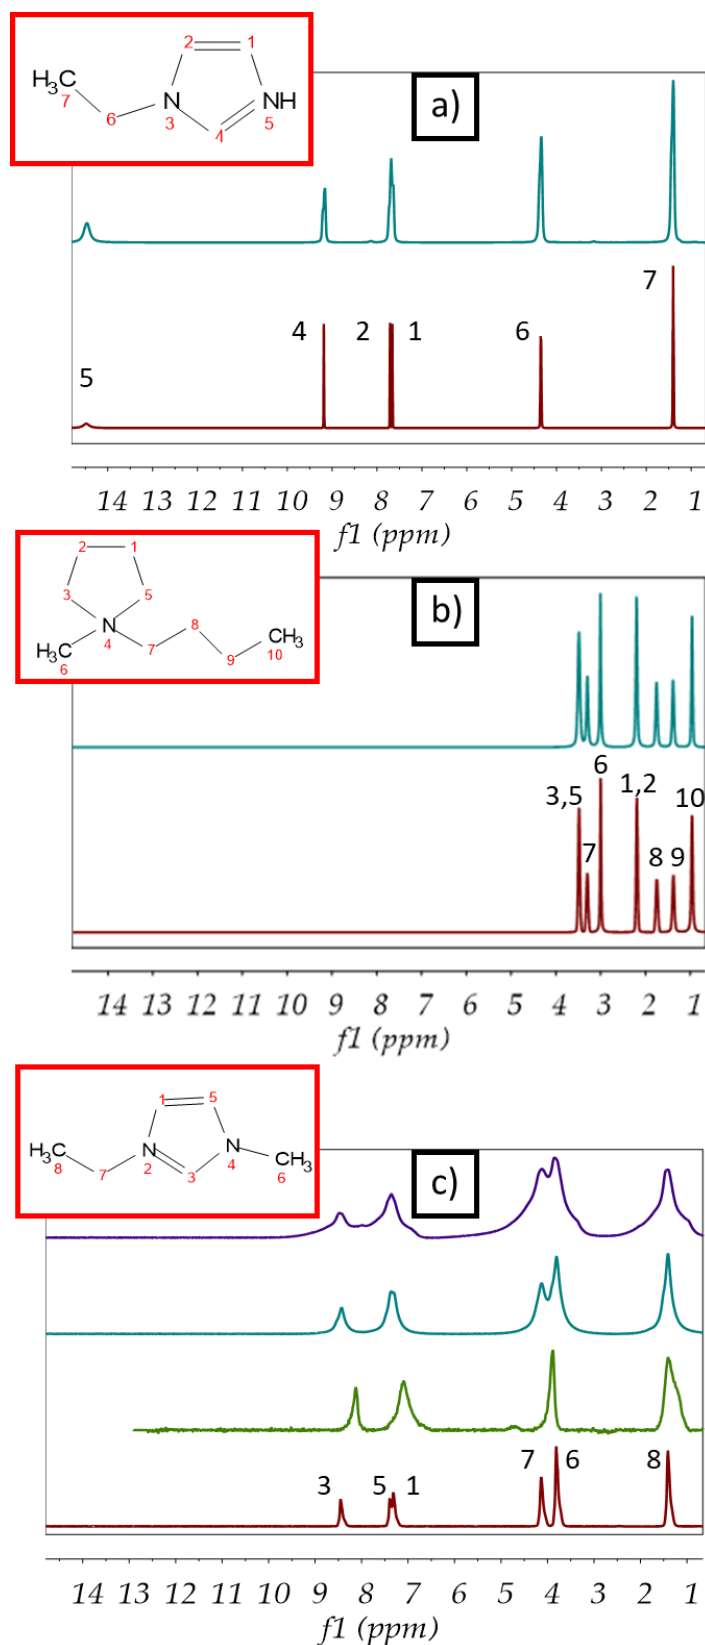 a)
2 1
H₃C
7
N NH
6 3 5
4
7
4 2 1 6
5
14 13 12 11 10 9 8 7 6 5 4 3 2 1
f1 (ppm)
b)
2 1
3 5
N
4 8
H₃C CH₃
6 7 9 10
6
3,5 1,2 10
7 8 9
14 13 12 11 10 9 8 7 6 5 4 3 2 1
f1 (ppm)
c)
1 5
H₃C N N
8 2 4 CH₃
7 3 6
3 5 1 7 6 8
14 13 12 11 10 9 8 7 6 5 4 3 2 1
f1 (ppm)